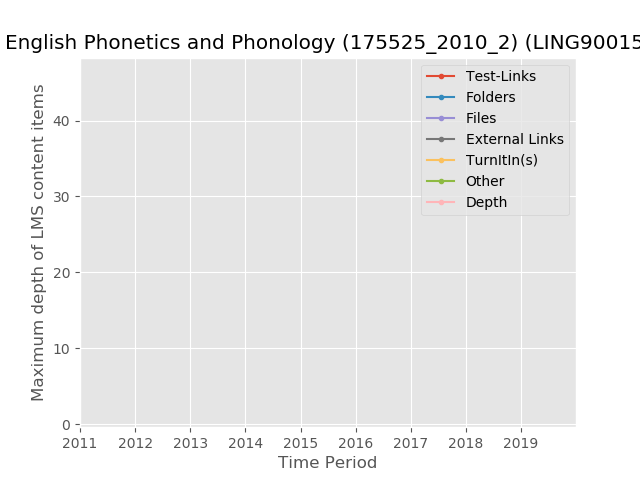 English Phonetics and Phonology (175525_2010_2) (LING90015
Maximum depth of LMS content items
40
30
20
10
0
Test-Links
Folders
Files
External Links
TurnItIn(s)
Other
Depth
2011 2012 2013 2014 2015 2016 2017 2018 2019
Time Period